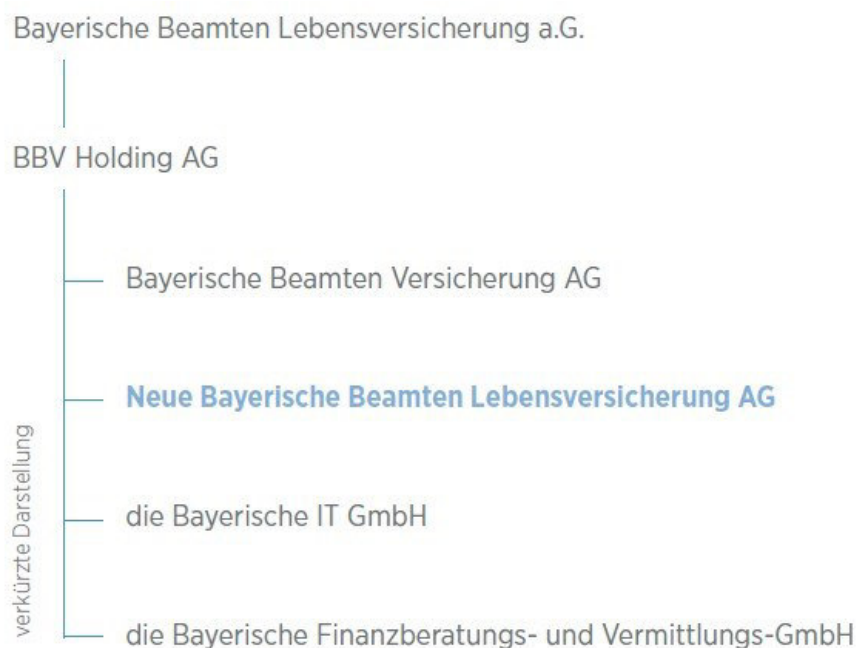 Bayerische Beamten Lebensversicherung a.G.
BBV Holding AG
Bayerische Beamten Versicherung AG
Neue Bayerische Beamten Lebensversicherung AG
die Bayerische IT GmbH
die Bayerische Finanzberatungs- und Vermittlungs-GmbH
verkürzte Darstellung